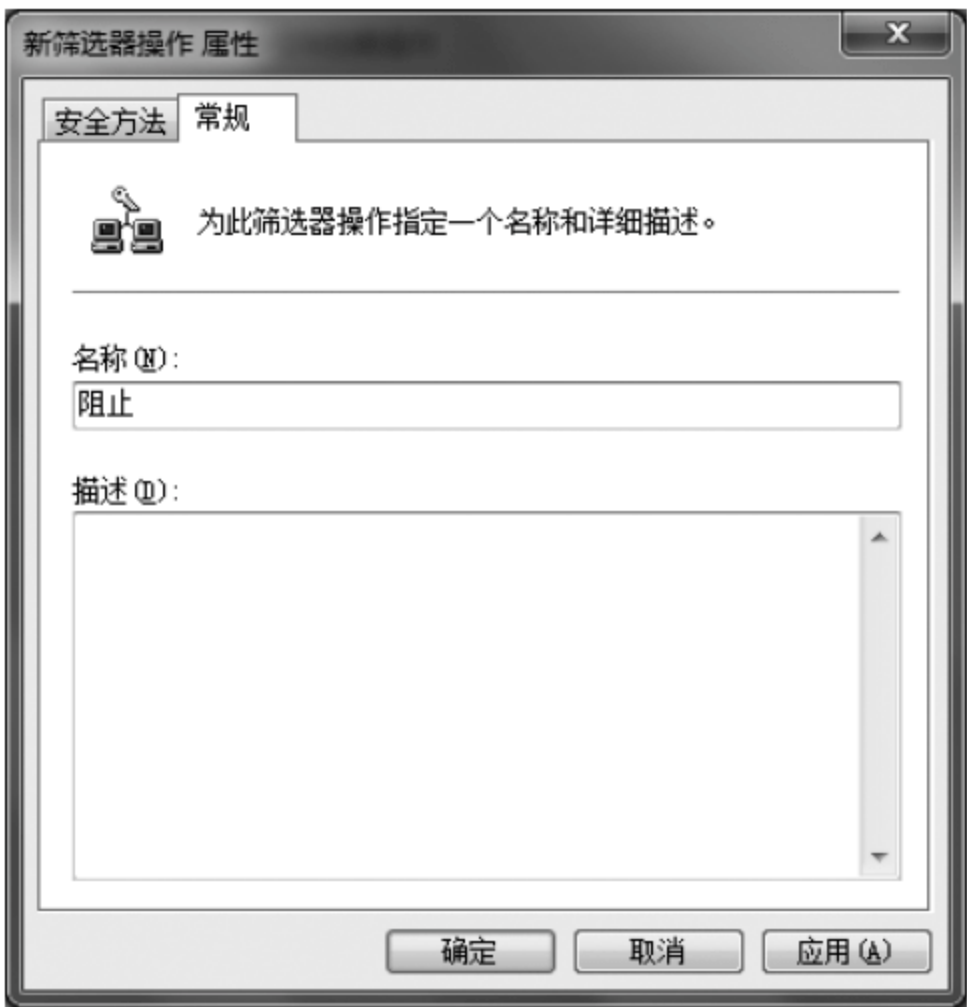 新筛选器操作 属性
安全方法 常规
为此筛选器操作指定一个名称和详细描述。
名称(N):
阻止
描述(D):
确定 取消 应用(A)